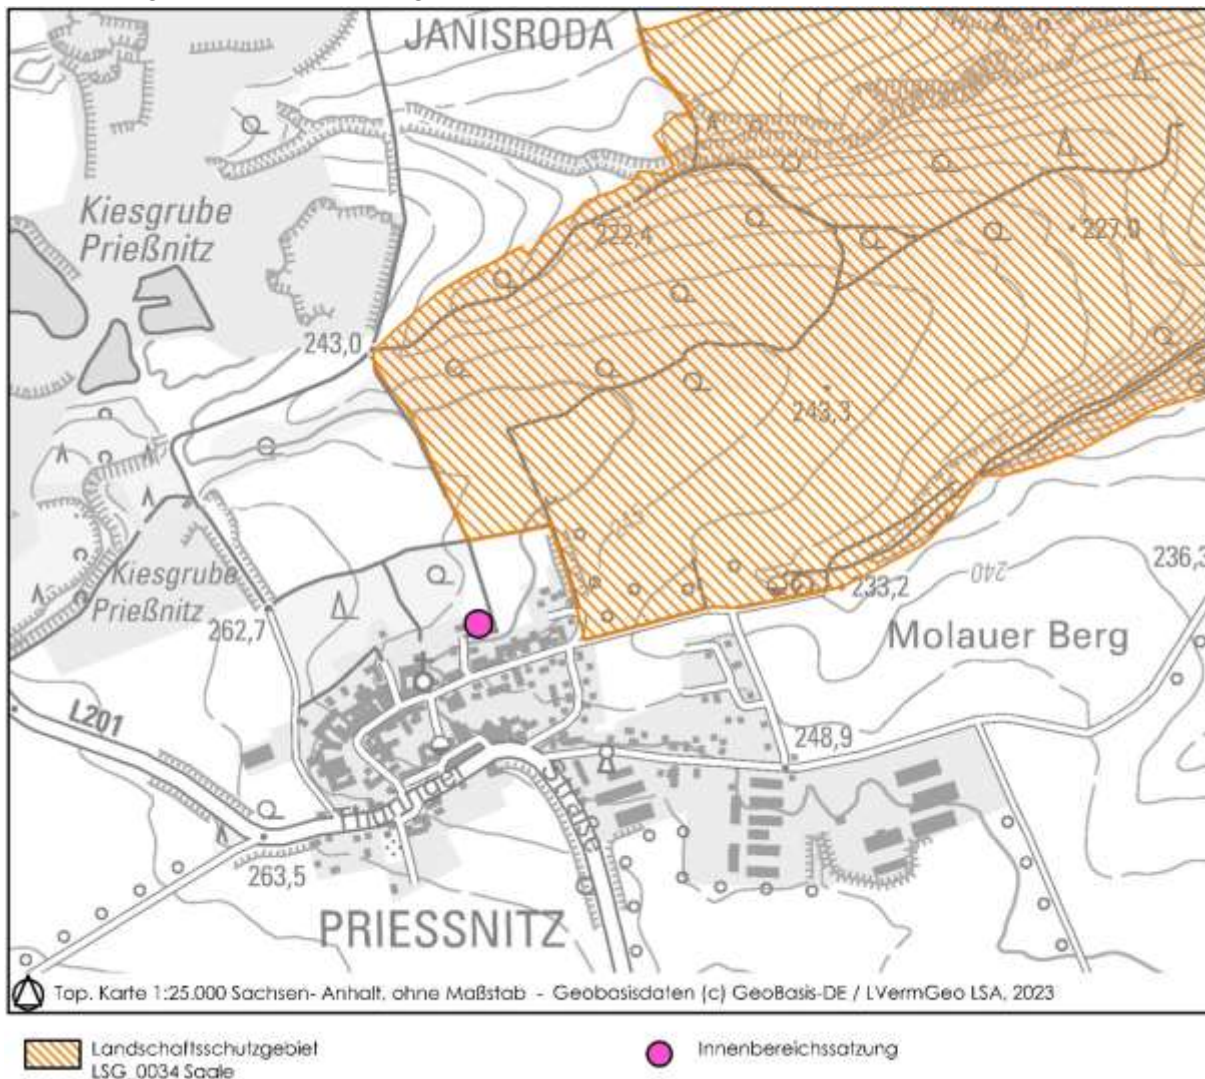 JANISRODA
Kiesgrube
Prießnitz
222,4
227,0
243,0
243,3
Kiesgrube
Prießnitz
262,7
240
236,3
233,2
Molauer Berg
L201
248,9
Thüringer
Straße
263,5
PRIESSNITZ
Top. Karte 1:25.000 Sachsen- Anhalt, ohne Maßstab - Geobasisdaten (c) GeoBasis-DE / LVermGeo LSA, 2023
Landschaftsschutzgebiet
LSG_0034 Saale
Innenbereichssatzung